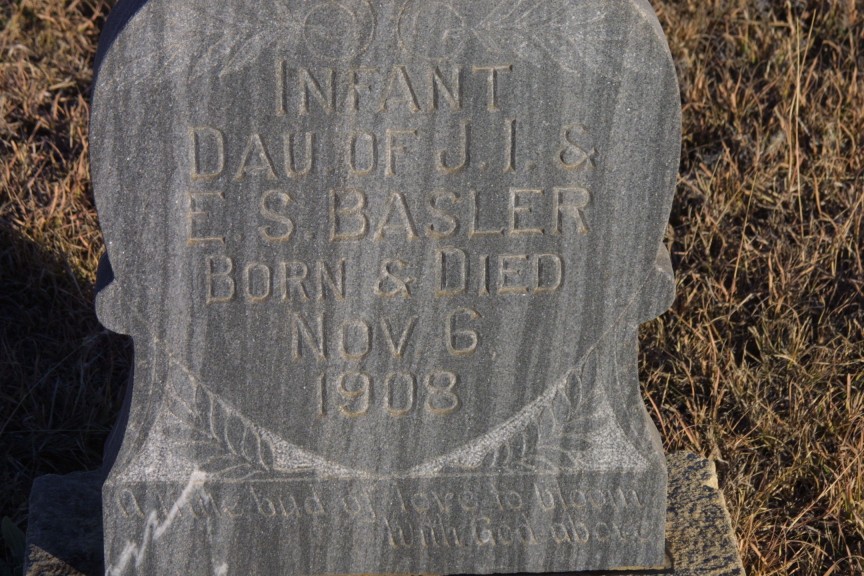 INFANT
DAU OF J. I. &
E. S. BASLER
BORN & DIED
NOV 6
1908
A little bud of love to bloom
With God above